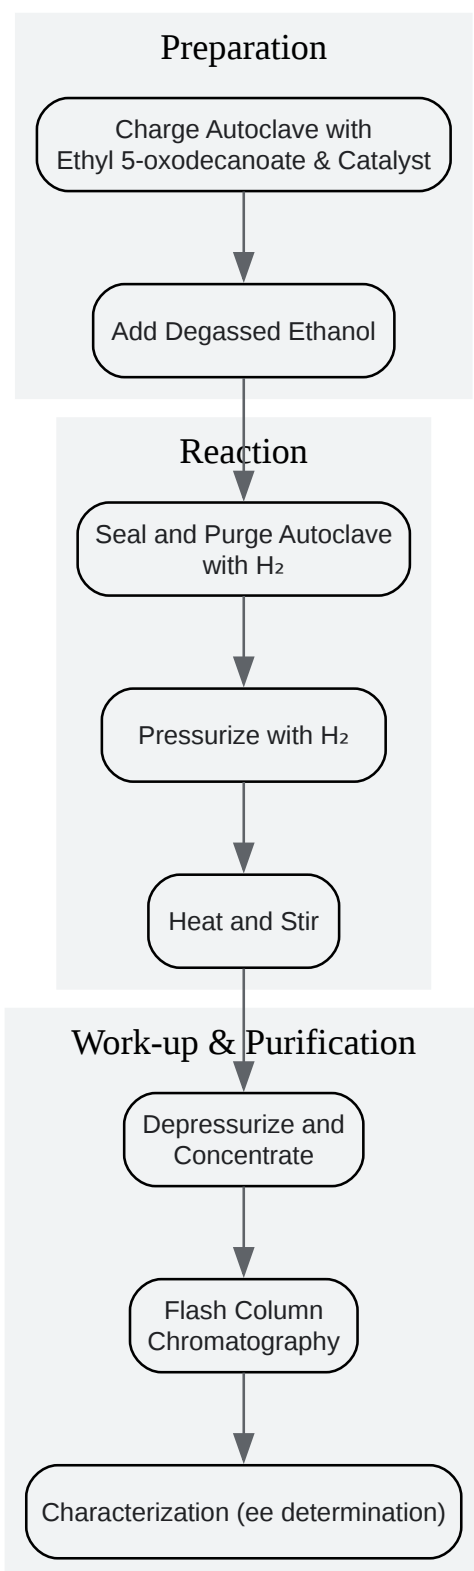 Preparation
Charge Autoclave with
Ethyl 5-oxodecanoate & Catalyst
Add Degassed Ethanol
Reaction
Seal and Purge Autoclave
with H₂
Pressurize with H₂
Heat and Stir
Work-up & Purification
Depressurize and
Concentrate
Flash Column
Chromatography
Characterization (ee determination)